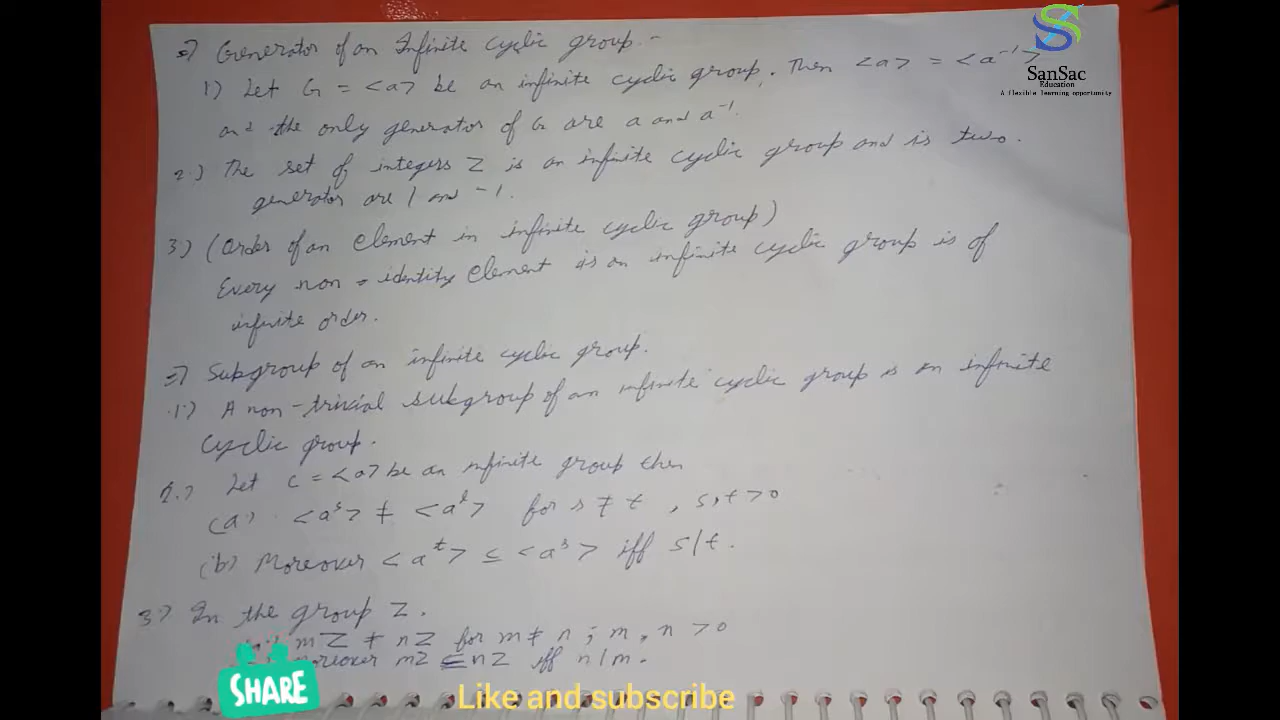 => Generator of an Infinite cyclic group.-
1) Let G = <a> be an infinite cyclic group. Then <a> = <a⁻¹>
and the only generator of G are a and a⁻¹.
2.) The set of integers Z is an infinite cyclic group and is two.
generator are 1 and -1.
3) (Order of an element in infinite cyclic group)
Every non-identity element is an infinite cyclic group is of
infinite order.
=> Subgroup of an infinite cyclic group.
1.) A non-trivial subgroup of an infinite cyclic group is an infinite
cyclic group.
2.) Let G = <a> be an infinite group then
(a) <aˢ> ≠ <aᵗ> for s ≠ t , s,t >0
(b) Moreover <aᵗ> ≤ <aˢ> iff s|t.
3) In the group Z.
mZ ≠ nZ for m ≠ n ; m, n >0
moreover mZ ⊆ nZ iff n|m.
SanSac
Education
A flexible learning opportunity
SHARE
Like and subscribe